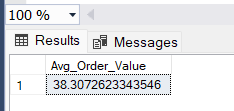 100 %
Results Messages
Avg_Order_Value
1 38.3072623343546